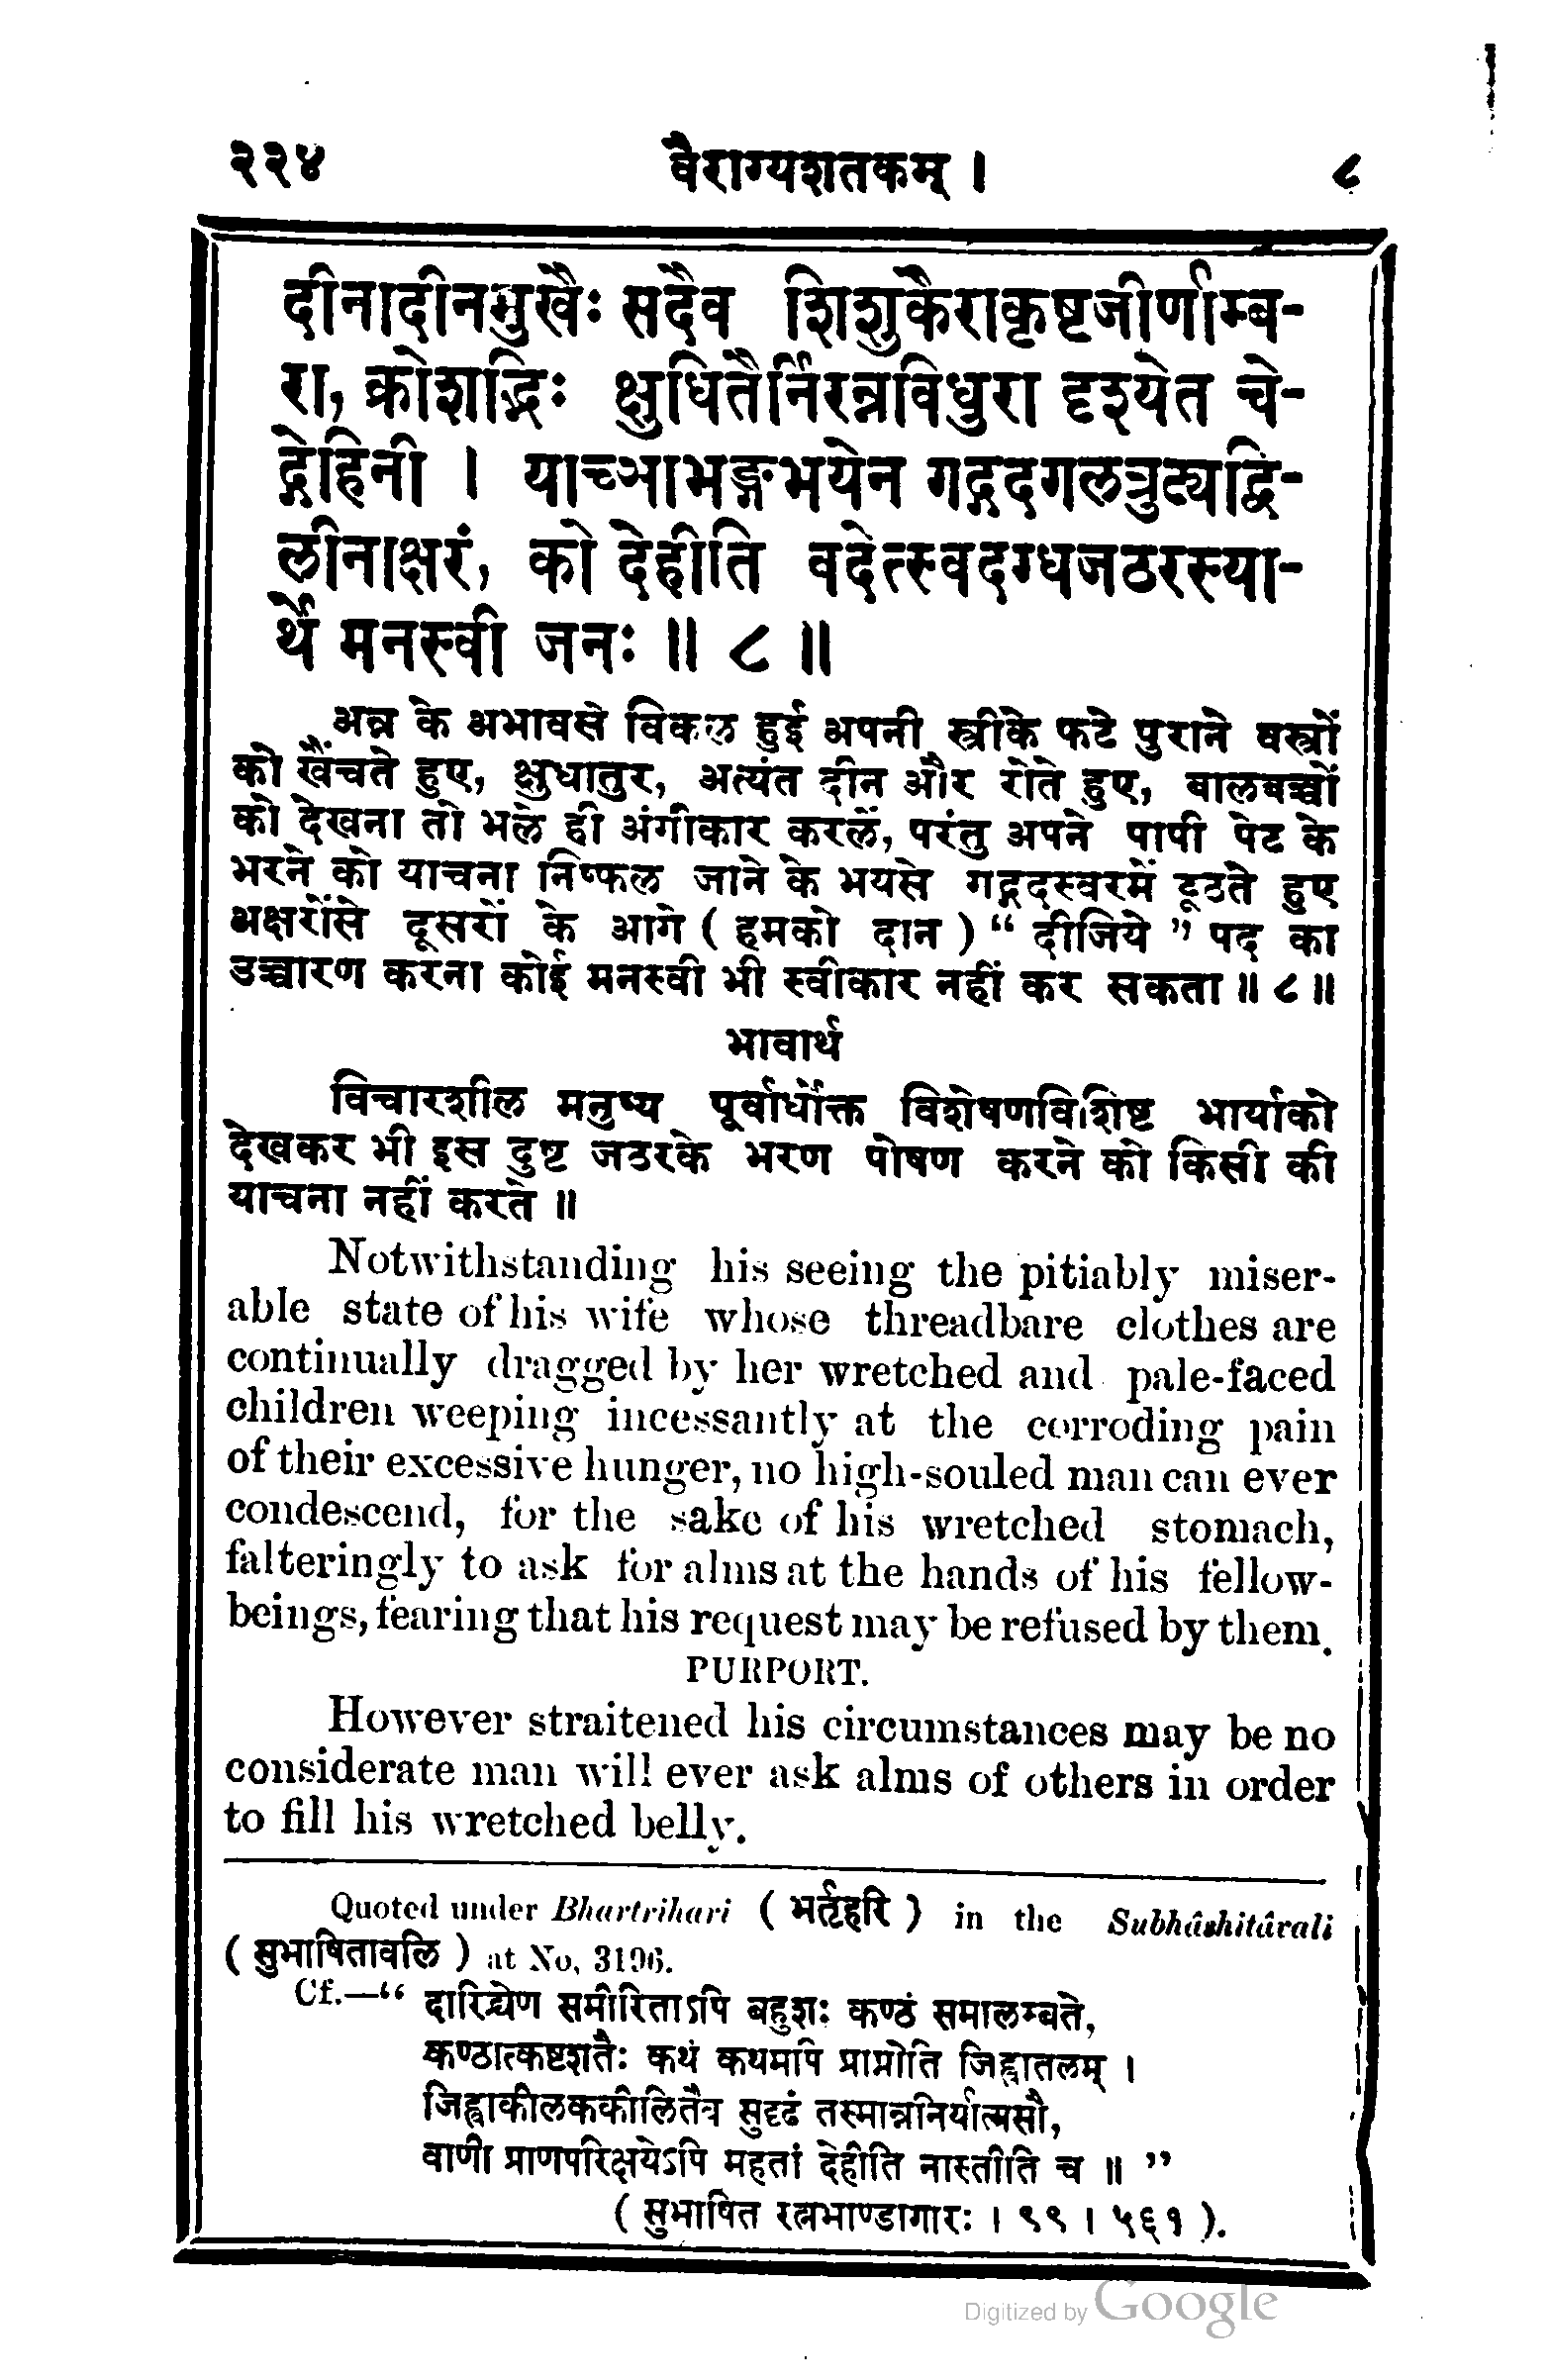 २२४ वैराग्यशतकम् । ८
दीनादीनमुखैः सदैव शिशुकैराकृष्टजीर्णाम्ब-
रा, क्रोशद्भिः क्षुधितैर्निरन्नविधुरा दृश्येत चे-
द्गेहिनी । याच्ञाभङ्गभयेन गद्गदगलत्रुट्यद्वि-
लीनाक्षरं, को देहीति वदेत्स्वदग्धजठरस्या-
र्थे मनस्वी जनः ॥ ८ ॥
अन्न के अभावसे विकल हुई अपनी स्त्रीके फटे पुराने वस्त्रों
को खैंचते हुए, क्षुधातुर, अत्यंत दीन और रोते हुए, बालबच्चों
को देखना तो भले ही अंगीकार करलें, परंतु अपने पापी पेट के
भरने को याचना निष्फल जाने के भयसे गद्गदस्वरमें टूठते हुए
अक्षरोंसे दूसरों के आगे ( हमको दान ) “ दीजिये ” पद का
उच्चारण करना कोई मनस्वी भी स्वीकार नहीं कर सकता ॥ ८ ॥
भावार्थ
विचारशील मनुष्य पूर्वार्धोक्त विशेषणविशिष्ट भार्याको
देखकर भी इस दुष्ट जठरके भरण पोषण करने को किसी की
याचना नहीं करते ॥
Notwithstanding his seeing the pitiably miser-
able state of his wife whose threadbare clothes are
continually dragged by her wretched and pale-faced
children weeping incessantly at the corroding pain
of their excessive hunger, no high-souled man can ever
condescend, for the sake of his wretched stomach,
falteringly to ask for alms at the hands of his fellow-
beings, fearing that his request may be refused by them.
PURPORT.
However straitened his circumstances may be no
considerate man will ever ask alms of others in order
to fill his wretched belly.
Quoted under Bhartrihari ( भर्तृहरि ) in the Subhâshitâvali
( सुभाषितावलि ) at No, 3196.
Cf.—“ दारिद्र्येण समीरिताऽपि बहुशः कण्ठं समालम्बते,
कण्ठात्कष्टशतैः कथं कथमपि प्राप्नोति जिह्वातलम् ।
जिह्वाकीलककीलितैव सुदृढं तस्मान्ननिर्यात्यसौ,
वाणी प्राणपरिक्षयेऽपि महतां देहीति नास्तीति च ॥ ”
( सुभाषित रत्नभाण्डागारः । ९९ । ५६१ ).
Digitized by Google